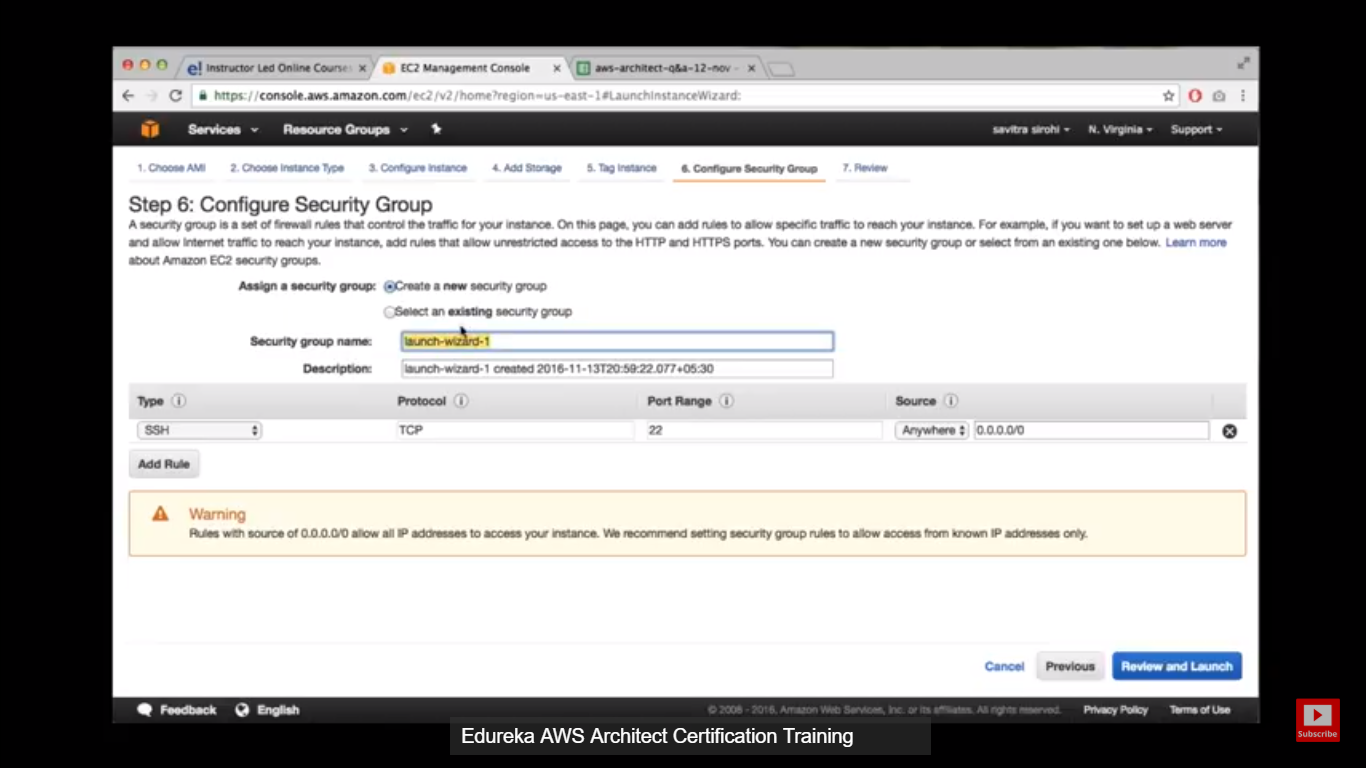 e! Instructor Led Online Courses
EC2 Management Console
aws-architect-q&a-12-nov -
https://console.aws.amazon.com/ec2/v2/home?region=us-east-1#LaunchInstanceWizard:
Services Resource Groups savitra sirohi N. Virginia Support
1. Choose AMI 2. Choose Instance Type 3. Configure Instance 4. Add Storage 5. Tag Instance 6. Configure Security Group 7. Review
Step 6: Configure Security Group
A security group is a set of firewall rules that control the traffic for your instance. On this page, you can add rules to allow specific traffic to reach your instance. For example, if you want to set up a web server
and allow Internet traffic to reach your instance, add rules that allow unrestricted access to the HTTP and HTTPS ports. You can create a new security group or select from an existing one below. Learn more
about Amazon EC2 security groups.
Assign a security group: Create a new security group
Select an existing security group
Security group name: launch-wizard-1
Description: launch-wizard-1 created 2016-11-13T20:59:22.077+05:30
Type Protocol Port Range Source
SSH TCP 22 Anywhere 0.0.0.0/0
Add Rule
Warning
Rules with source of 0.0.0.0/0 allow all IP addresses to access your instance. We recommend setting security group rules to allow access from known IP addresses only.
Cancel Previous Review and Launch
Feedback English © 2008 - 2016, Amazon Web Services, Inc. or its affiliates. All rights reserved. Privacy Policy Terms of Use
Edureka AWS Architect Certification Training
Subscribe